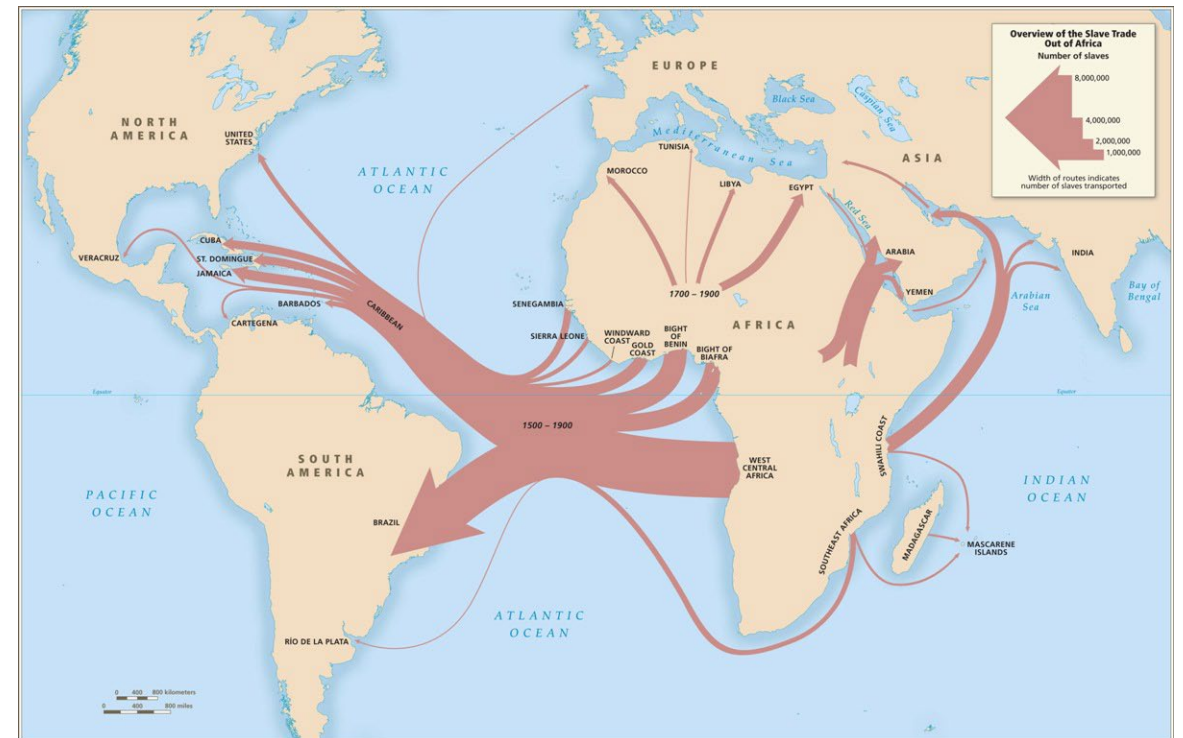 Overview of the Slave Trade
Out of Africa
Number of slaves
8,000,000
4,000,000
2,000,000
1,000,000
Width of routes indicates
number of slaves transported
NORTH
AMERICA
UNITED
STATES
ATLANTIC
OCEAN
EUROPE
Black Sea
Caspian Sea
Mediterranean Sea
ASIA
TUNISIA
MOROCCO
LIBYA
EGYPT
Red Sea
ARABIA
YEMEN
INDIA
Arabian
Sea
Bay of
Bengal
CUBA
VERACRUZ
ST. DOMINGUE
JAMAICA
BARBADOS
CARTEGENA
CARIBBEAN
SENEGAMBIA
SIERRA LEONE
WINDWARD
COAST
GOLD
COAST
BIGHT
OF
BENIN
BIGHT OF
BIAFRA
1700 – 1900
AFRICA
Equator
Equator
1500 – 1900
SOUTH
AMERICA
WEST
CENTRAL
AFRICA
SWAHILI COAST
INDIAN
OCEAN
PACIFIC
OCEAN
BRAZIL
SOUTHEAST AFRICA
MADAGASCAR
MASCARENE
ISLANDS
ATLANTIC
OCEAN
RÍO DE LA PLATA
0 400 800 kilometers
0 400 800 miles